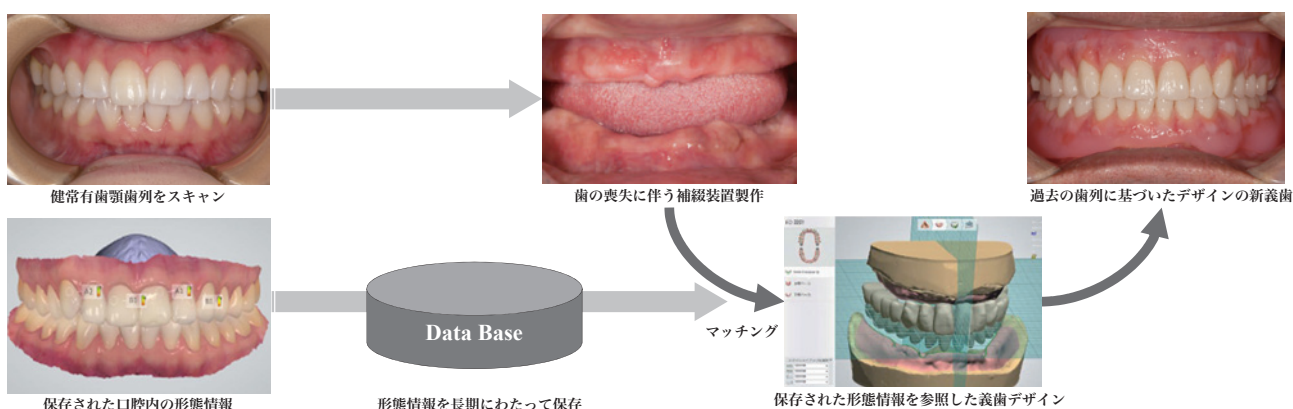 健常有歯顎歯列をスキャン
歯の喪失に伴う補綴装置製作
過去の歯列に基づいたデザインの新義歯
A2
B1
A1
B1
Data Base
マッチング
保存された口腔内の形態情報
形態情報を長期にわたって保存
保存された形態情報を参照した義歯デザイン